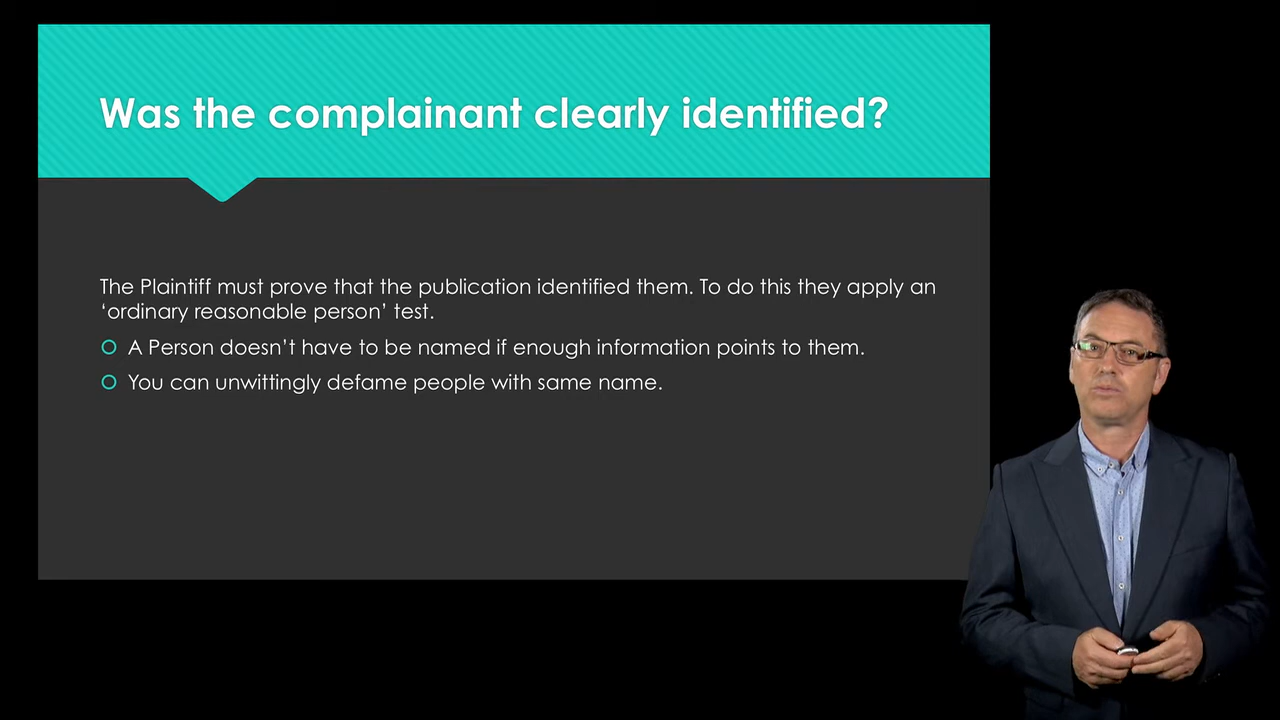 Was the complainant clearly identified?
The Plaintiff must prove that the publication identified them. To do this they apply an
‘ordinary reasonable person’ test.
A Person doesn’t have to be named if enough information points to them.
You can unwittingly defame people with same name.